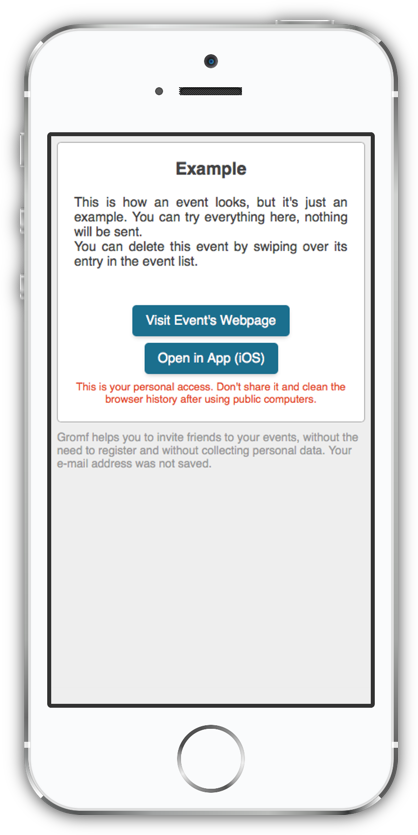 Example
This is how an event looks, but it's just an
example. You can try everything here, nothing
will be sent.
You can delete this event by swiping over its
entry in the event list.
Visit Event's Webpage
Open in App (iOS)
This is your personal access. Don't share it and clean the
browser history after using public computers.
Gromf helps you to invite friends to your events, without the
need to register and without collecting personal data. Your
e-mail address was not saved.